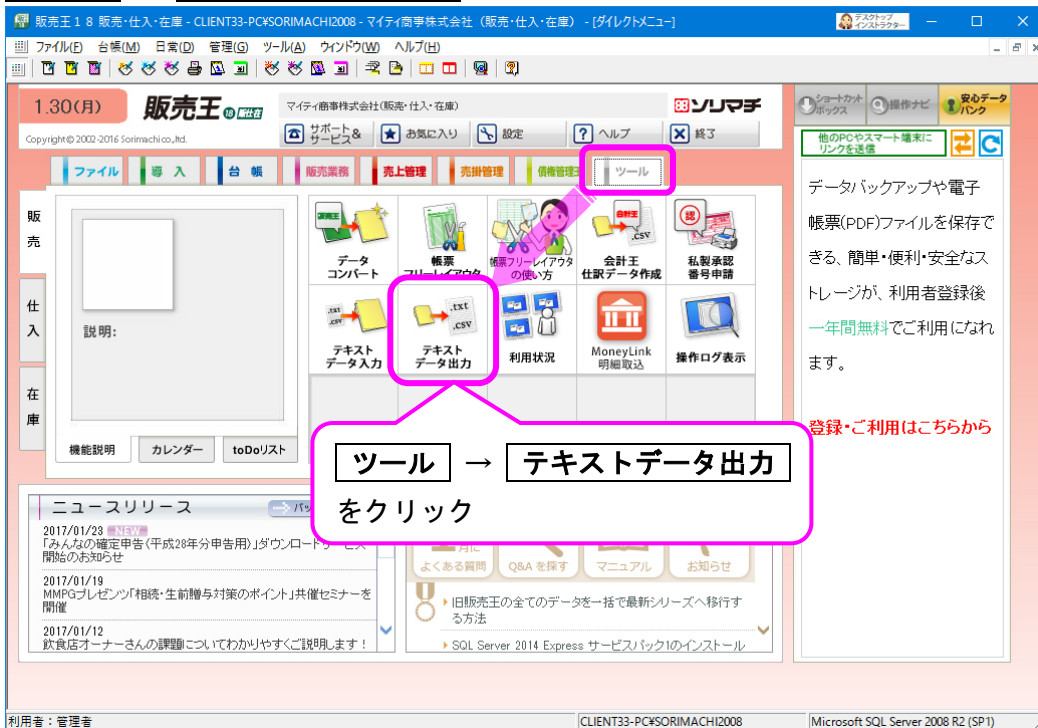 販売王18 販売・仕入・在庫 - CLIENT33-PC¥SORIMACHI2008 - マイティ商亊株式会社（販売・仕入・在庫） - [ダイレクトメニュー]
デスクトップ
インストラクター
ファイル(F) 台帳(M) 日常(D) 管理(G) ツール(A) ウィンドウ(W) ヘルプ(H)
1.30(月)
販売王 18 販仕在
マイティ商亊株式会社(販売・仕入・在庫)
ソリマチ
Copyright© 2002-2016 Sorimachi co.,ltd.
サポート&
サービス
お気に入り
設定
ヘルプ
終了
ファイル 導入 台帳 販売業務 売上管理 売掛管理 債権管理 ツール
販売
仕入
在庫
説明:
機能説明 カレンダー toDoリスト
データ
コンバート
帳票
フリーレイアウタ
帳票フリーレイアウタ
の使い方
会計王
仕訳データ作成
私製承認
番号申請
テキスト
データ入力
テキスト
データ出力
利用状況
MoneyLink
明細取込
操作ログ表示
ツール → テキストデータ出力
をクリック
ニュースリリース
2017/01/23 NEW
「みんなの確定申告(平成28年分申告用)」ダウンロードサービス
開始のお知らせ
2017/01/19
MMPGプレゼンツ「相続・生前贈与対策のポイント」共催セミナーを
開催
2017/01/12
飲食店オーナーさんの課題についてわかりやすくご説明します！
よくある質問 Q&Aを探す マニュアル お知らせ
旧販売王の全てのデータを一括で最新シリーズへ移行す
る方法
SQL Server 2014 Express サービスパック1のインストール
ショートカット
ボックス
操作ナビ
安心データ
バンク
他のPCやスマート端末に
リンクを送信
データバックアップや電子
帳票(PDF)ファイルを保存で
きる、簡単・便利・安全なス
トレージが、利用者登録後
一年間無料でご利用になれ
ます。
登録・ご利用はこちらから
利用者：管理者
CLIENT33-PC¥SORIMACHI2008
Microsoft SQL Server 2008 R2 (SP1)